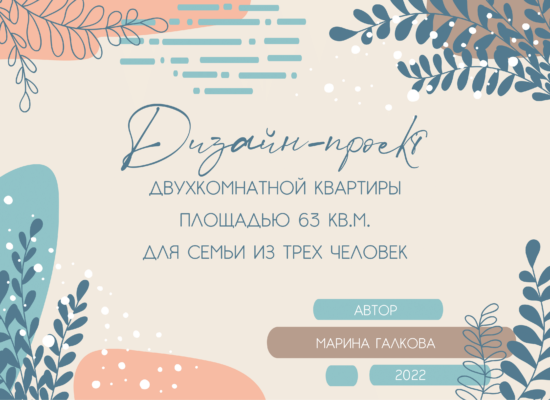 Дизайн-проект
ДВУХКОМНАТНОЙ КВАРТИРЫ
ПЛОЩАДЬЮ 63 КВ.М.
ДЛЯ СЕМЬИ ИЗ ТРЕХ ЧЕЛОВЕК
АВТОР
МАРИНА ГАЛКОВА
2022